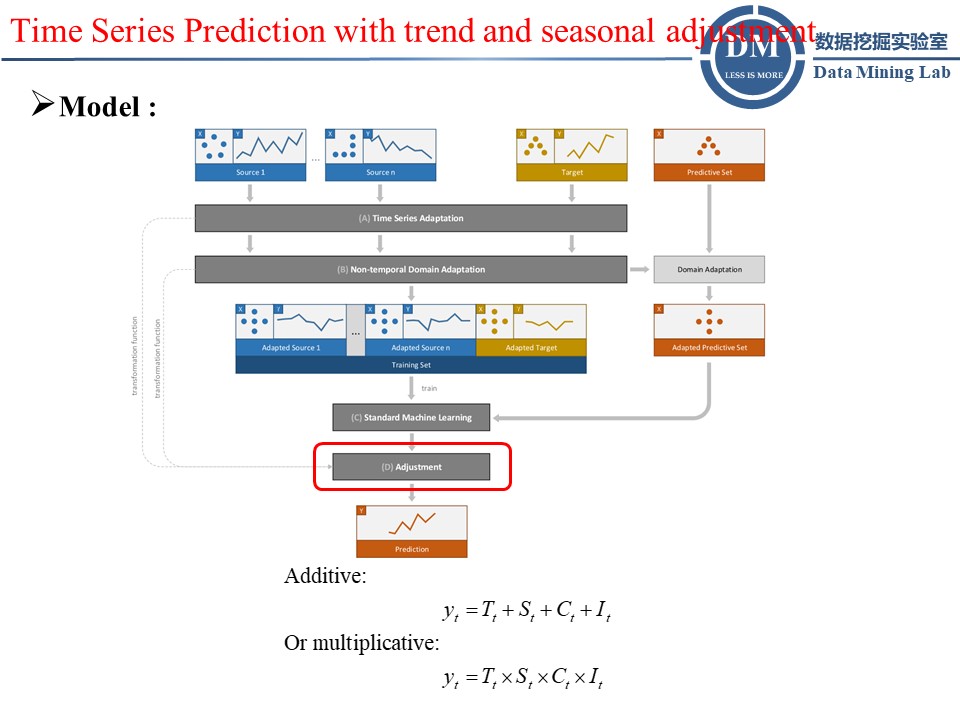 Time Series Prediction with trend and seasonal adjustment
DM
LESS IS MORE
数据挖掘实验室
Data Mining Lab
➢Model :
X Y X Y X Y X
...
Source 1 Source n Target Predictive Set
(A) Time Series Adaptation
(B) Non-temporal Domain Adaptation
Domain Adaptation
X Y X Y X Y X
...
Adapted Source 1 Adapted Source n Adapted Target Adapted Predictive Set
Training Set
transformation function
transformation function
train
(C) Standard Machine Learning
(D) Adjustment
Y
Prediction
Additive:
y_t = T_t + S_t + C_t + I_t
Or multiplicative:
y_t = T_t × S_t × C_t × I_t